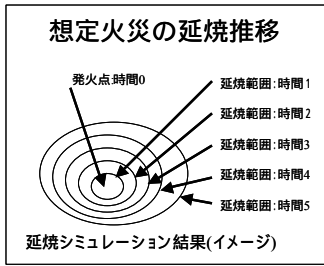 想定火災の延焼推移
発火点:時間0
延焼範囲:時間1
延焼範囲:時間2
延焼範囲:時間3
延焼範囲:時間4
延焼範囲:時間5
延焼シミュレーション結果(イメージ)